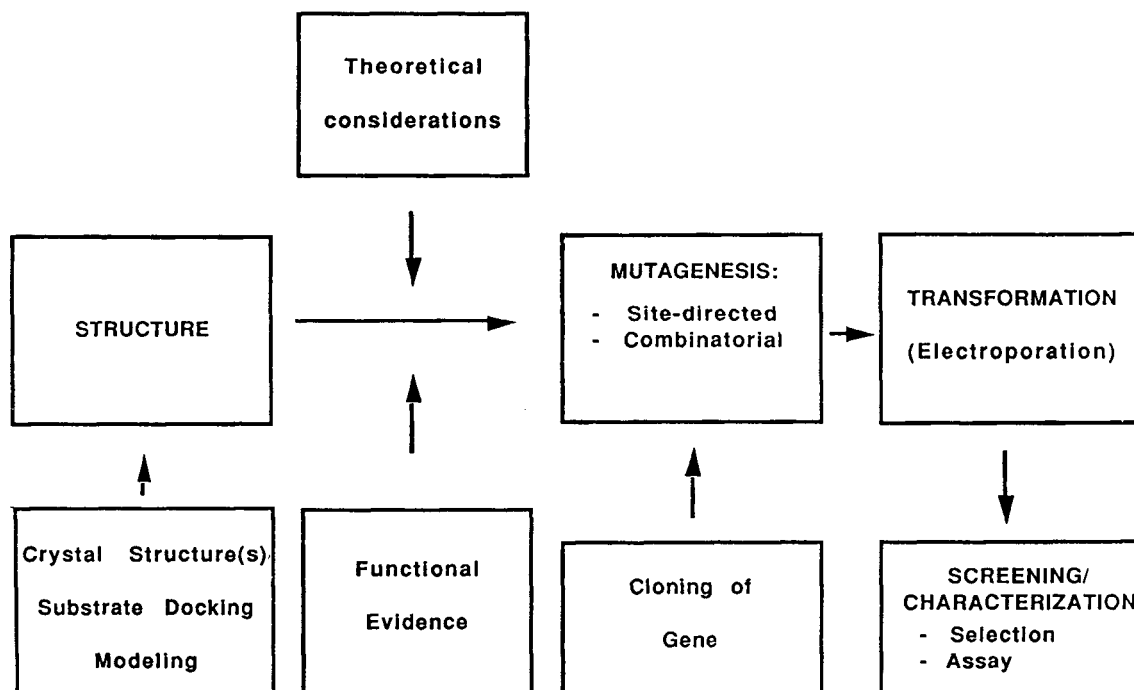 Theoretical
considerations
STRUCTURE
MUTAGENESIS:
- Site-directed
- Combinatorial
TRANSFORMATION
(Electroporation)
Crystal Structure(s)
Substrate Docking
Modeling
Functional
Evidence
Cloning of
Gene
SCREENING/
CHARACTERIZATION
- Selection
- Assay